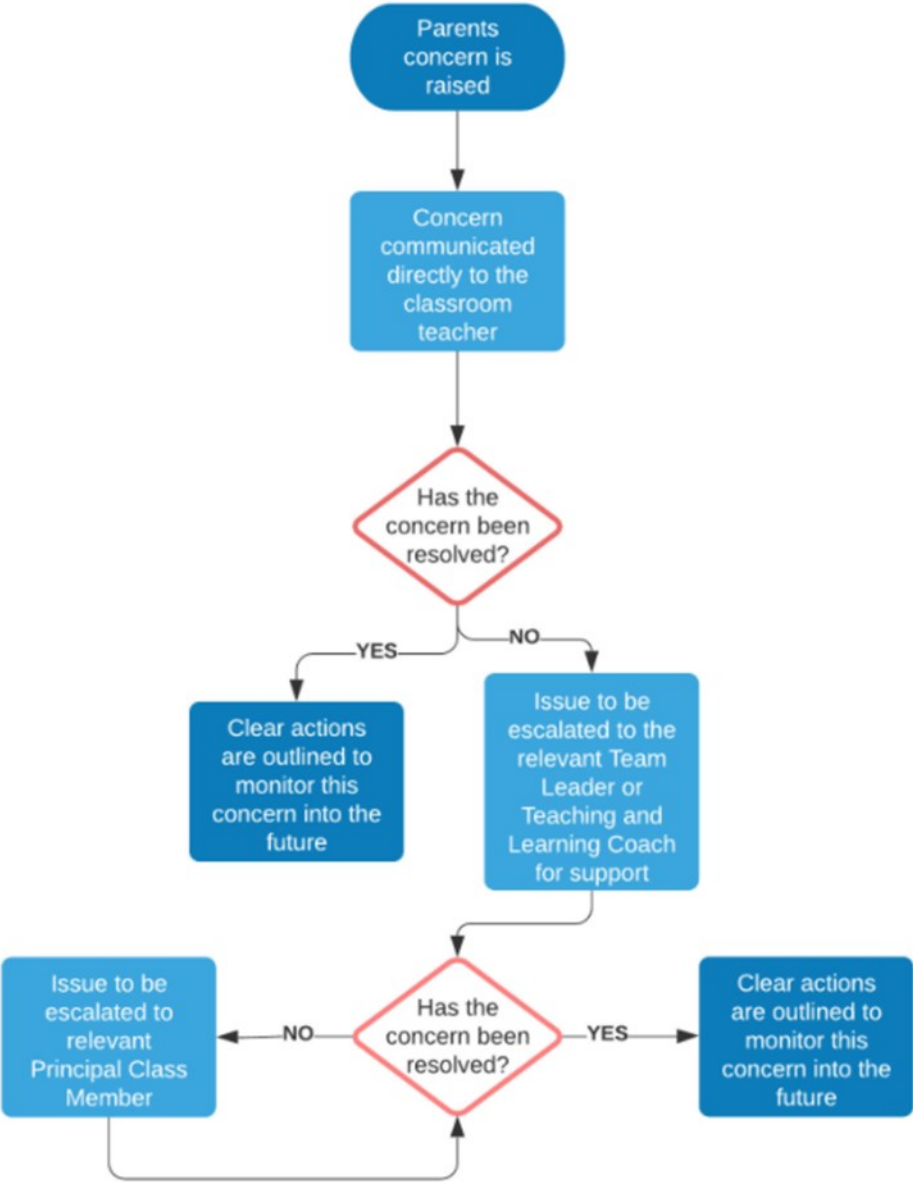 Parents
concern is
raised
Concern
communicated
directly to the
classroom
teacher
Has the
concern been
resolved?
YES
NO
Clear actions
are outlined to
monitor this
concern into the
future
Issue to be
escalated to the
relevant Team
Leader or
Teaching and
Learning Coach
for support
Issue to be
escalated to
relevant
Principal Class
Member
NO
Has the
concern been
resolved?
YES
Clear actions
are outlined to
monitor this
concern into the
future